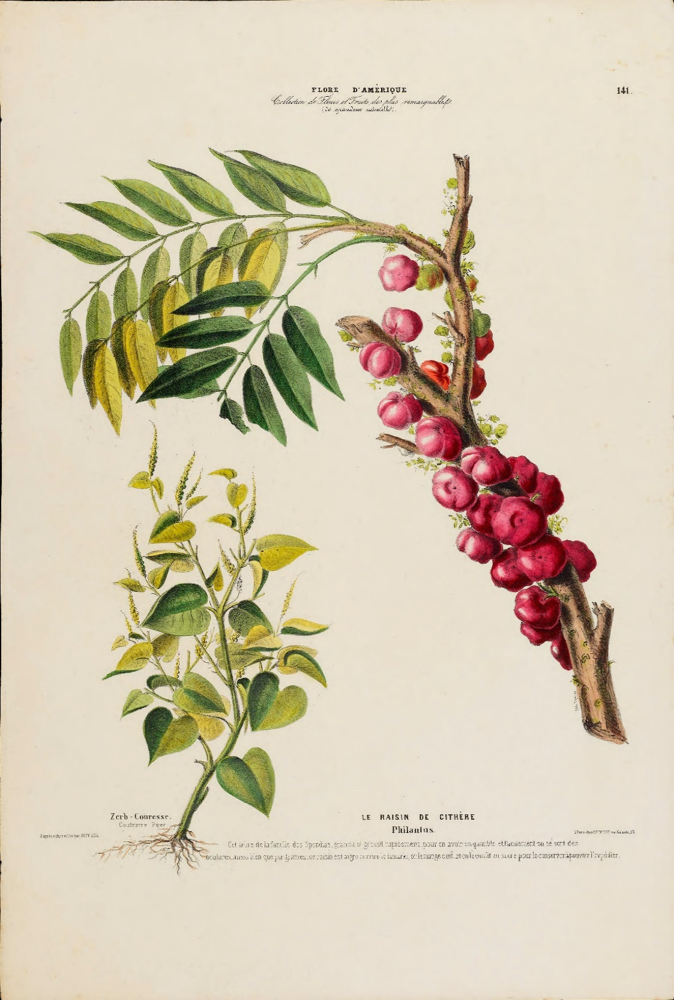 FLORE D'AMÉRIQUE
141.
Collection de Fleurs et Fruits des plus remarquables
(de grandeur naturelle).
Zerb-Couresse.
Couleuvre Piper
LE RAISIN DE CITHÈRE
Philantus.
d'après nature et lith. par DENISSE.
à Paris chez DENISSE rue
Cet arbre de la famille des Spondias, grandit et grossit rapidement, pour en avoir en quantité et facilement on se sert des
boutures, aussi bien que par graines, ce raisin est aigre comme le on le mange cuit, et on le confit au sucre pour le conserver à pouvoir l'expédier.